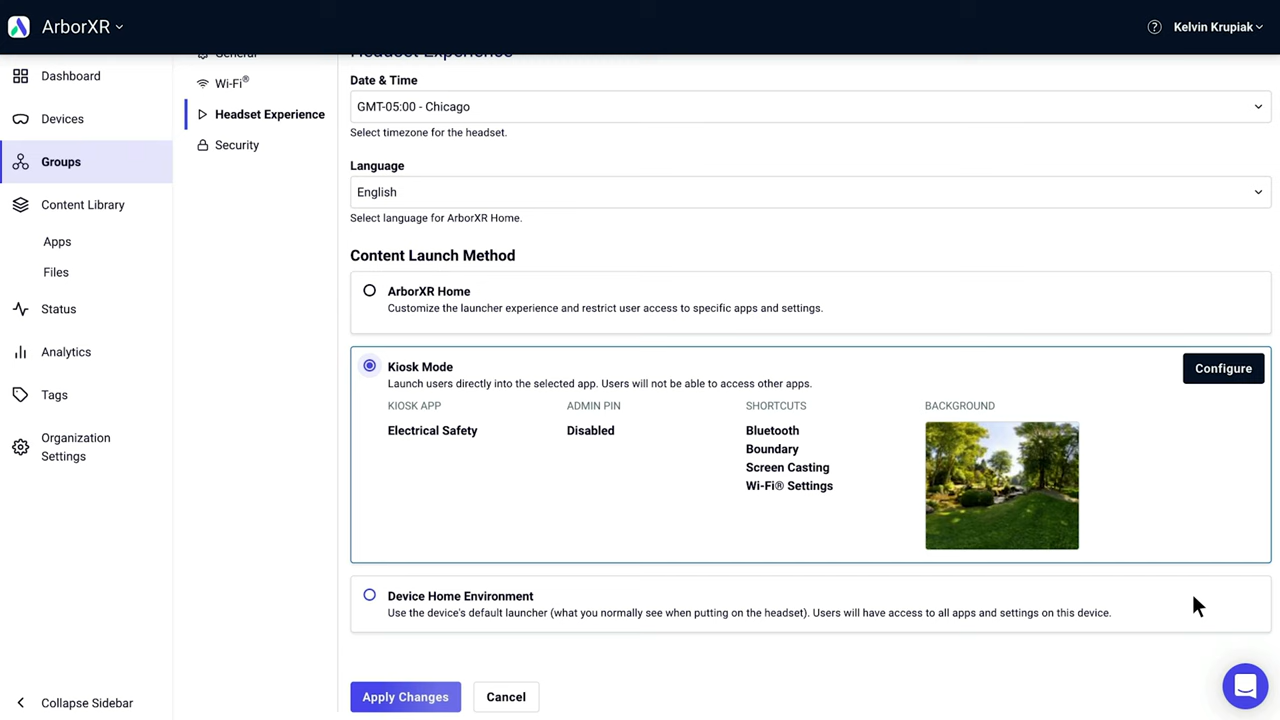 ArborXR
Kelvin Krupiak
Dashboard
Devices
Groups
Content Library
Apps
Files
Status
Analytics
Tags
Organization
Settings
Collapse Sidebar
General
Wi-Fi®
Headset Experience
Security
Headset Experience
Date & Time
GMT-05:00 - Chicago
Select timezone for the headset.
Language
English
Select language for ArborXR Home.
Content Launch Method
ArborXR Home
Customize the launcher experience and restrict user access to specific apps and settings.
Kiosk Mode
Configure
Launch users directly into the selected app. Users will not be able to access other apps.
KIOSK APP
Electrical Safety
ADMIN PIN
Disabled
SHORTCUTS
Bluetooth
Boundary
Screen Casting
Wi-Fi® Settings
BACKGROUND
Device Home Environment
Use the device's default launcher (what you normally see when putting on the headset). Users will have access to all apps and settings on this device.
Apply Changes
Cancel